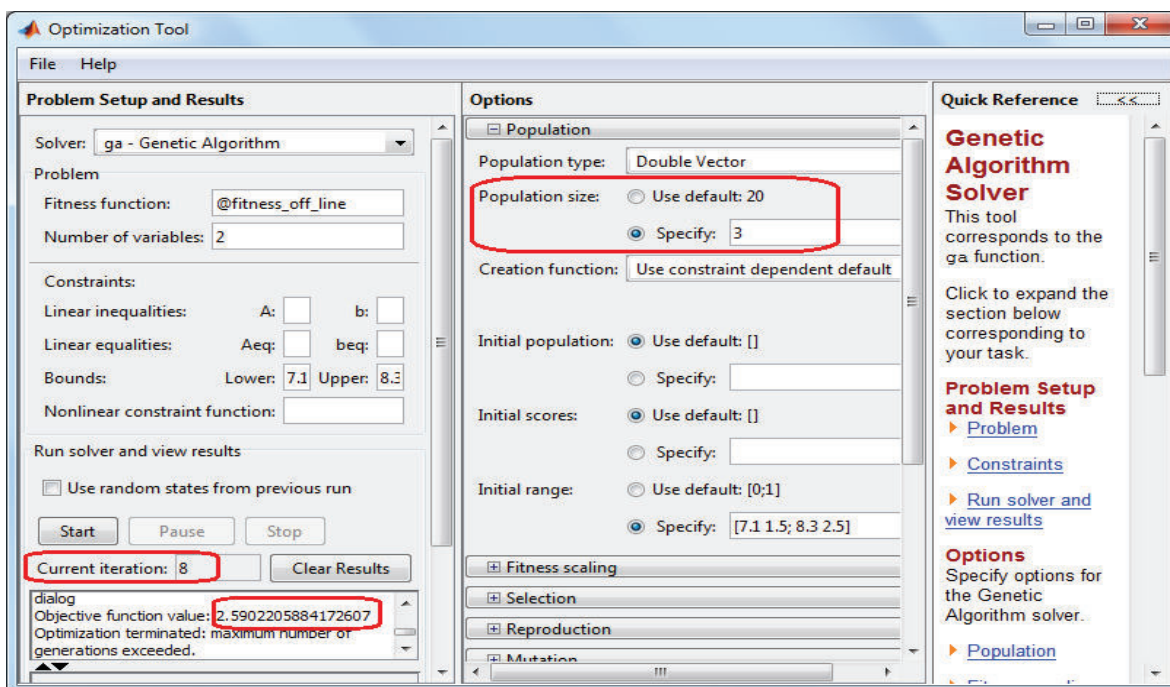 Optimization Tool
File Help
Problem Setup and Results
Solver: ga - Genetic Algorithm
Problem
Fitness function: @fitness_off_line
Number of variables: 2
Constraints:
Linear inequalities: A: b:
Linear equalities: Aeq: beq:
Bounds: Lower: 7.1 Upper: 8.3
Nonlinear constraint function:
Run solver and view results
Use random states from previous run
Start Pause Stop
Current iteration: 8 Clear Results
dialog
Objective function value: 2.5902205884172607
Optimization terminated: maximum number of
generations exceeded.
Options
Population
Population type: Double Vector
Population size: Use default: 20
Specify: 3
Creation function: Use constraint dependent default
Initial population: Use default: []
Specify:
Initial scores: Use default: []
Specify:
Initial range: Use default: [0;1]
Specify: [7.1 1.5; 8.3 2.5]
Fitness scaling
Selection
Reproduction
Mutation
Quick Reference <<
Genetic
Algorithm
Solver
This tool
corresponds to the
ga function.
Click to expand the
section below
corresponding to
your task.
Problem Setup
and Results
Problem
Constraints
Run solver and
view results
Options
Specify options for
the Genetic
Algorithm solver.
Population